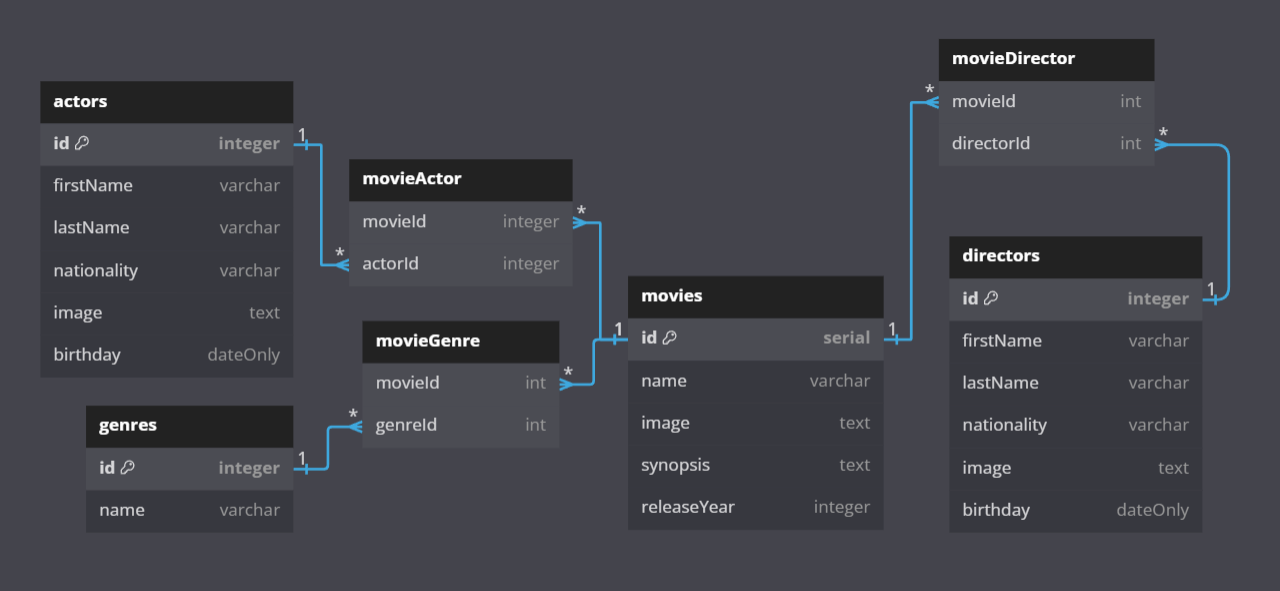 actors
id integer
firstName varchar
lastName varchar
nationality varchar
image text
birthday dateOnly
1
*
movieActor
movieId integer
actorId integer
*
genres
id integer
name varchar
1
*
movieGenre
movieId int
genreId int
*
1
movies
id serial
name varchar
image text
synopsis text
releaseYear integer
1
*
movieDirector
movieId int
directorId int
*
directors
id integer
firstName varchar
lastName varchar
nationality varchar
image text
birthday dateOnly
1